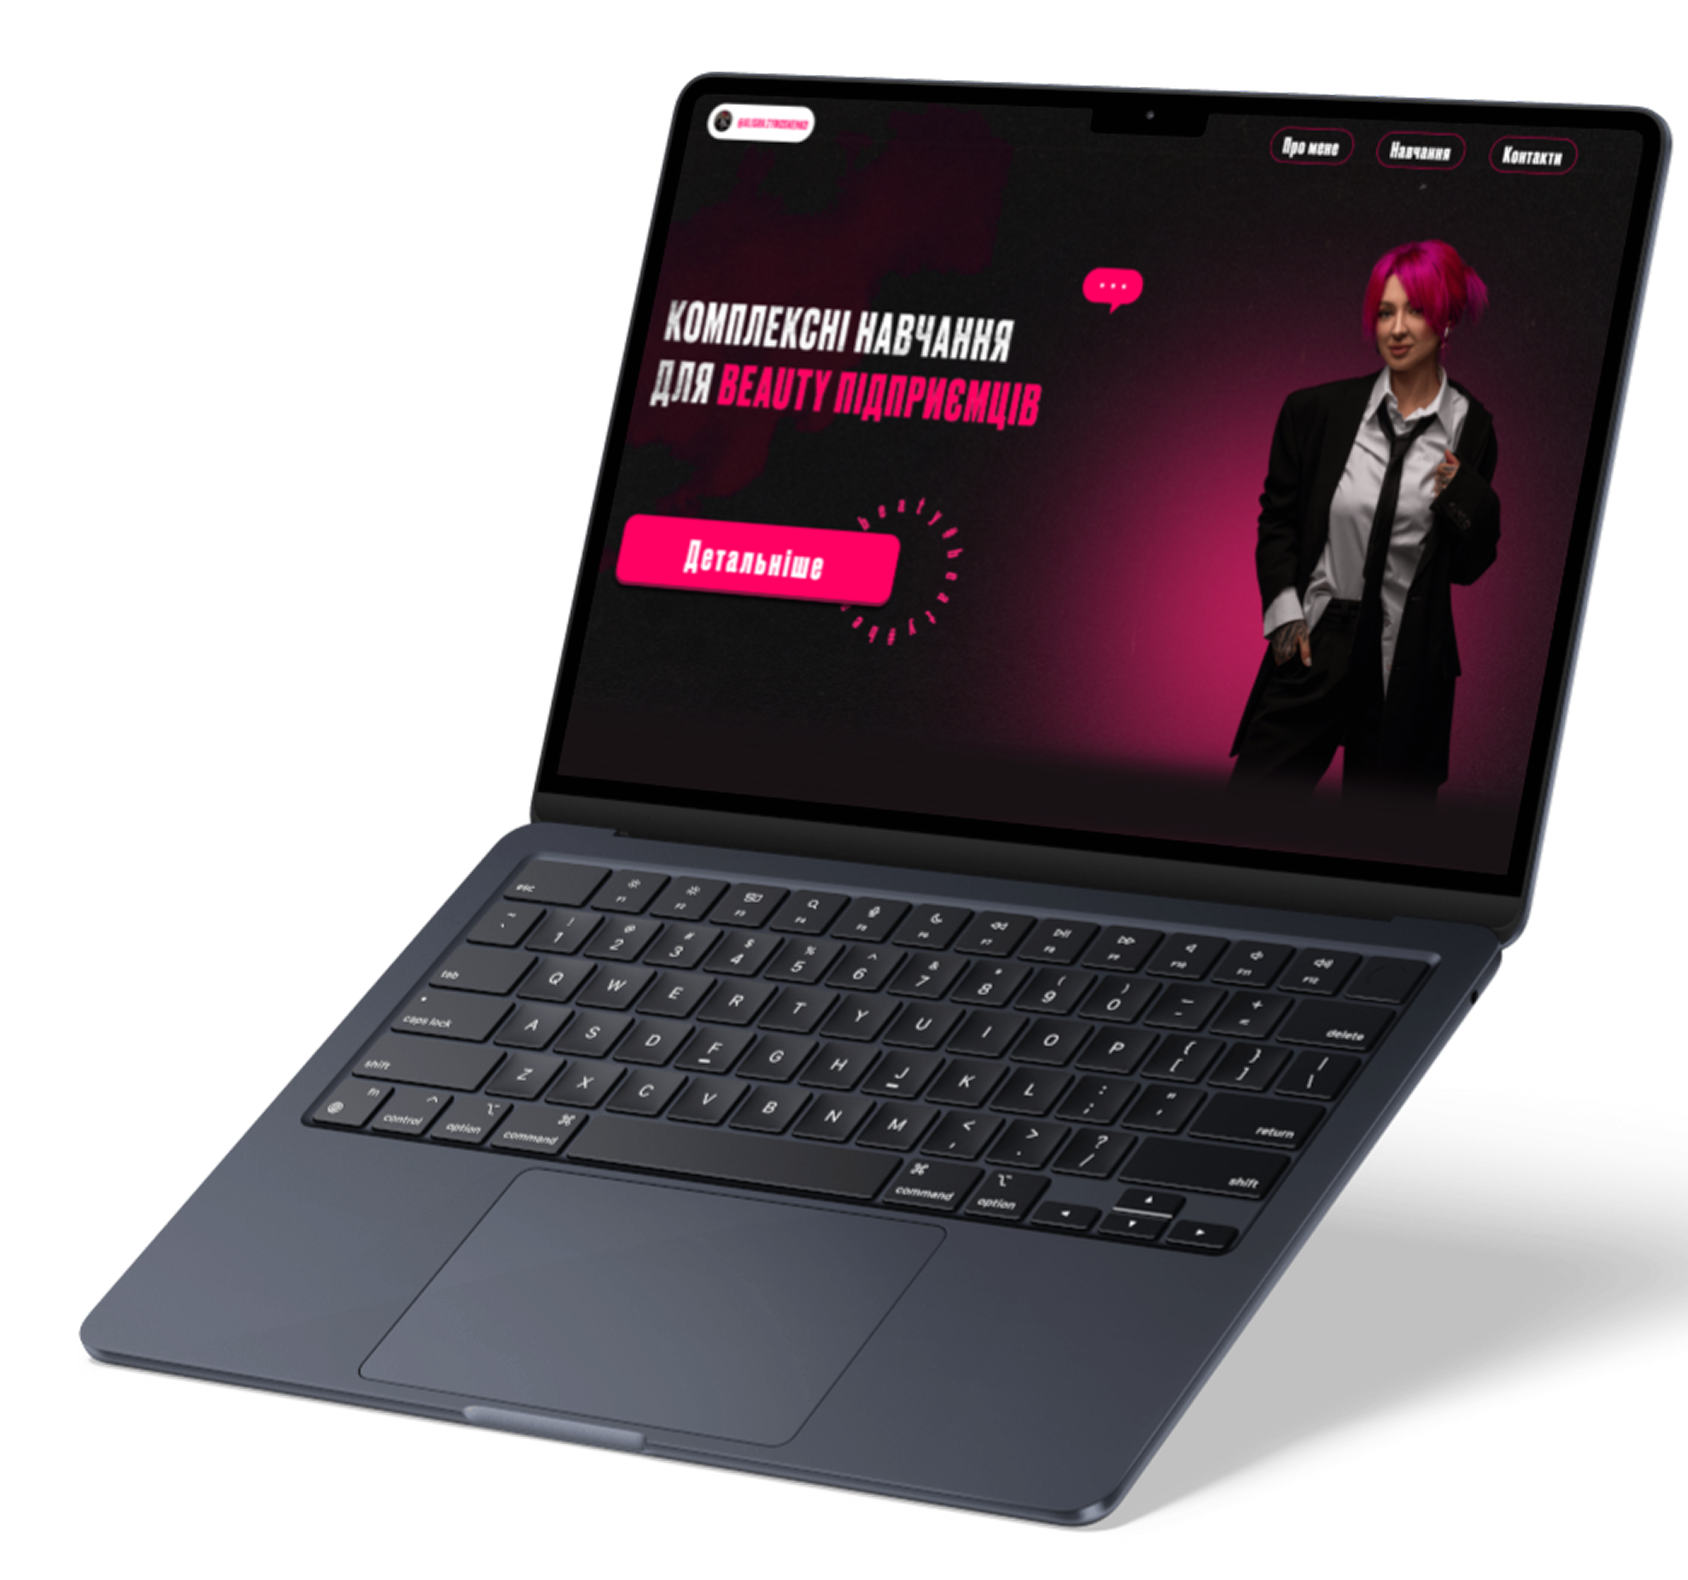 Про мене
Навчання
Контакти
КОМПЛЕКСНІ НАВЧАННЯ
ДЛЯ BEAUTY ПІДПРИЄМЦІВ
Детальніше
esc
F1 F2 F3 F4 F5 F6 F7 F8 F9 F10 F11 F12
~ ! @ # $ % ^ & * ( ) _ +
` 1 2 3 4 5 6 7 8 9 0 - =
delete
tab Q W E R T Y U I O P { [ } ] | \
caps lock A S D F G H J K L : ; " '
return
shift Z X C V B N M < , > . ? /
shift
fn control option command
command option